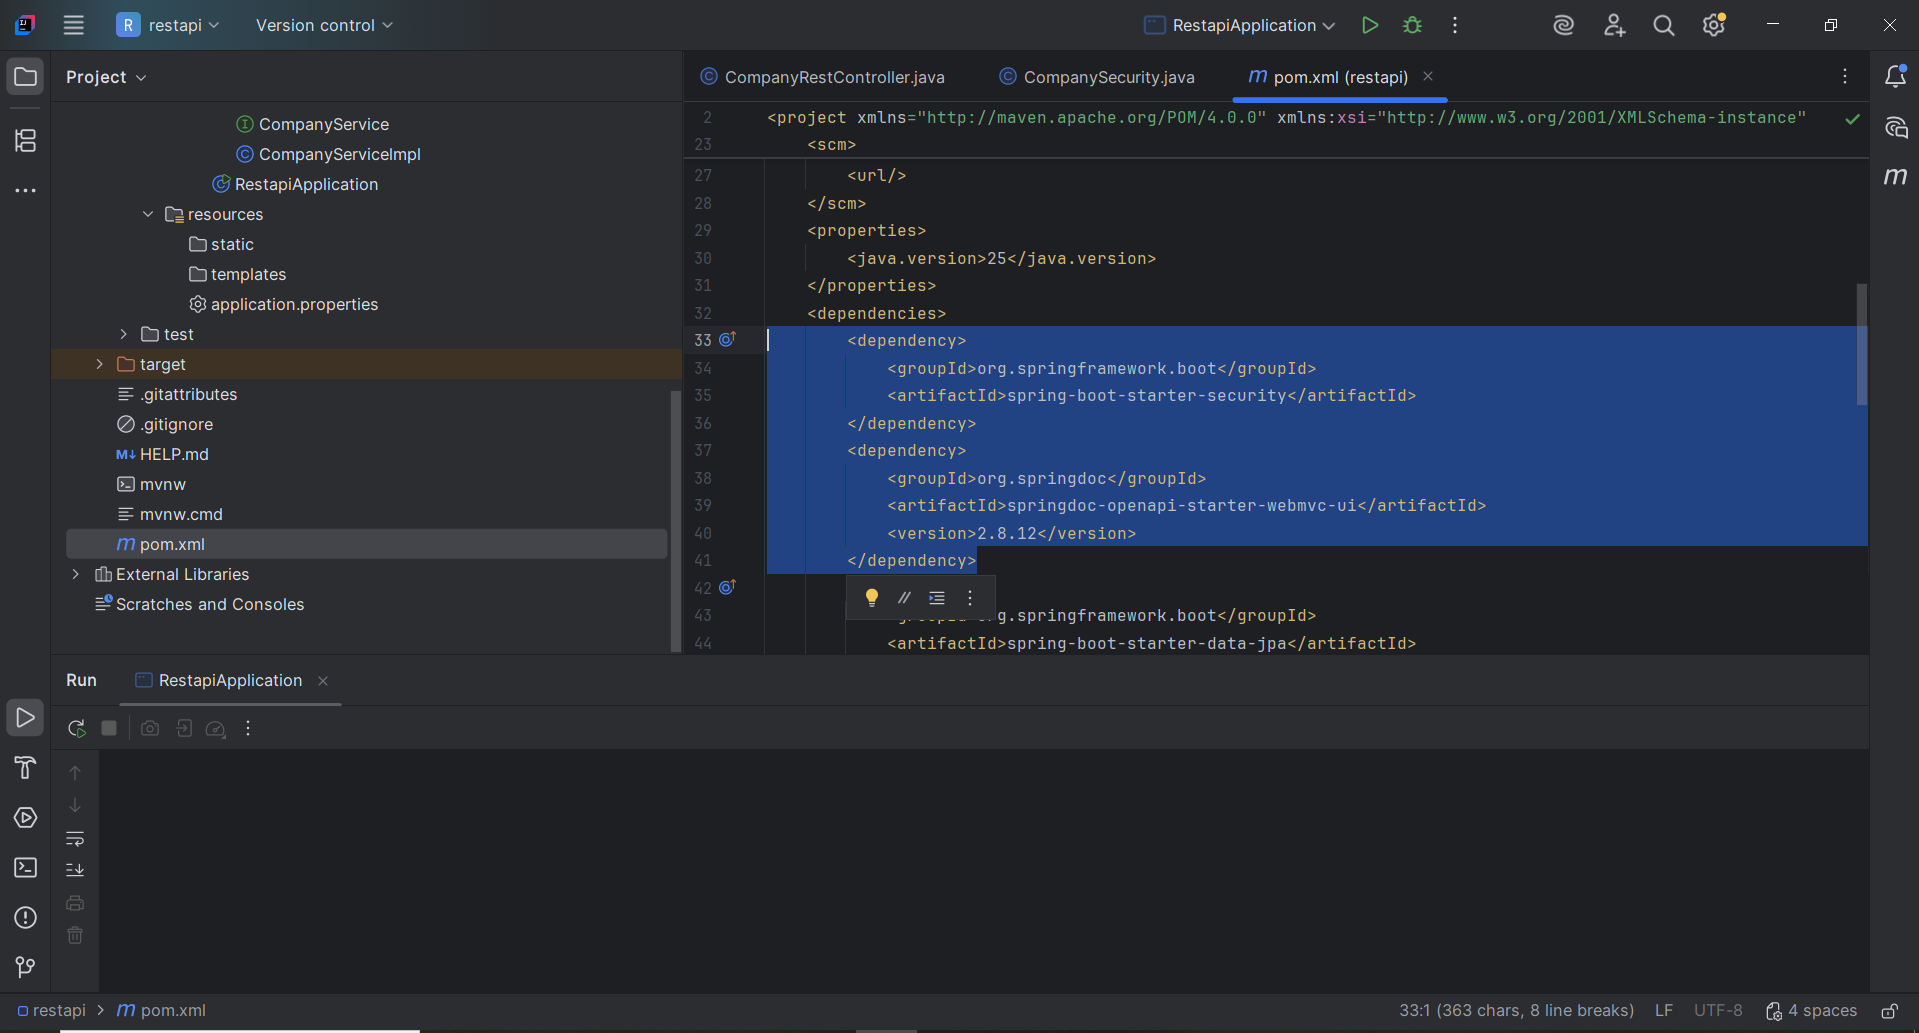 R restapi Version control RestapiApplication
Project
CompanyService
CompanyServiceImpl
RestapiApplication
resources
static
templates
application.properties
test
target
.gitattributes
.gitignore
M↓ HELP.md
mvnw
mvnw.cmd
m pom.xml
External Libraries
Scratches and Consoles
CompanyRestController.java CompanySecurity.java m pom.xml (restapi)
2 <project xmlns="http://maven.apache.org/POM/4.0.0" xmlns:xsi="http://www.w3.org/2001/XMLSchema-instance"
23 <scm>
27 <url/>
28 </scm>
29 <properties>
30 <java.version>25</java.version>
31 </properties>
32 <dependencies>
33 <dependency>
34 <groupId>org.springframework.boot</groupId>
35 <artifactId>spring-boot-starter-security</artifactId>
36 </dependency>
37 <dependency>
38 <groupId>org.springdoc</groupId>
39 <artifactId>springdoc-openapi-starter-webmvc-ui</artifactId>
40 <version>2.8.12</version>
41 </dependency>
42
43 .springframework.boot</groupId>
44 <artifactId>spring-boot-starter-data-jpa</artifactId>
m
Run RestapiApplication
restapi > m pom.xml 33:1 (363 chars, 8 line breaks) LF UTF-8 4 spaces